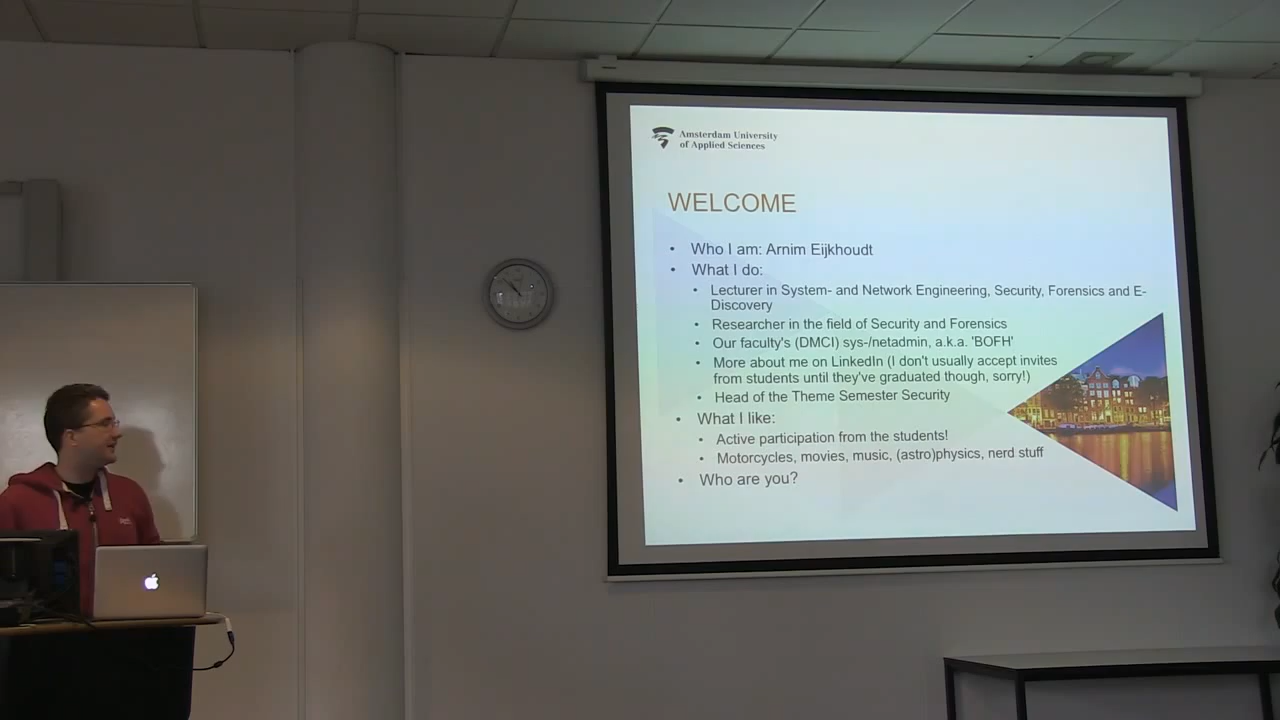 Amsterdam University
of Applied Sciences
WELCOME
• Who I am: Arnim Eijkhoudt
• What I do:
• Lecturer in System- and Network Engineering, Security, Forensics and E-
Discovery
• Researcher in the field of Security and Forensics
• Our faculty's (DMCI) sys-/netadmin, a.k.a. 'BOFH'
• More about me on LinkedIn (I don't usually accept invites
from students until they've graduated though, sorry!)
• Head of the Theme Semester Security
• What I like:
• Active participation from the students!
• Motorcycles, movies, music, (astro)physics, nerd stuff
• Who are you?